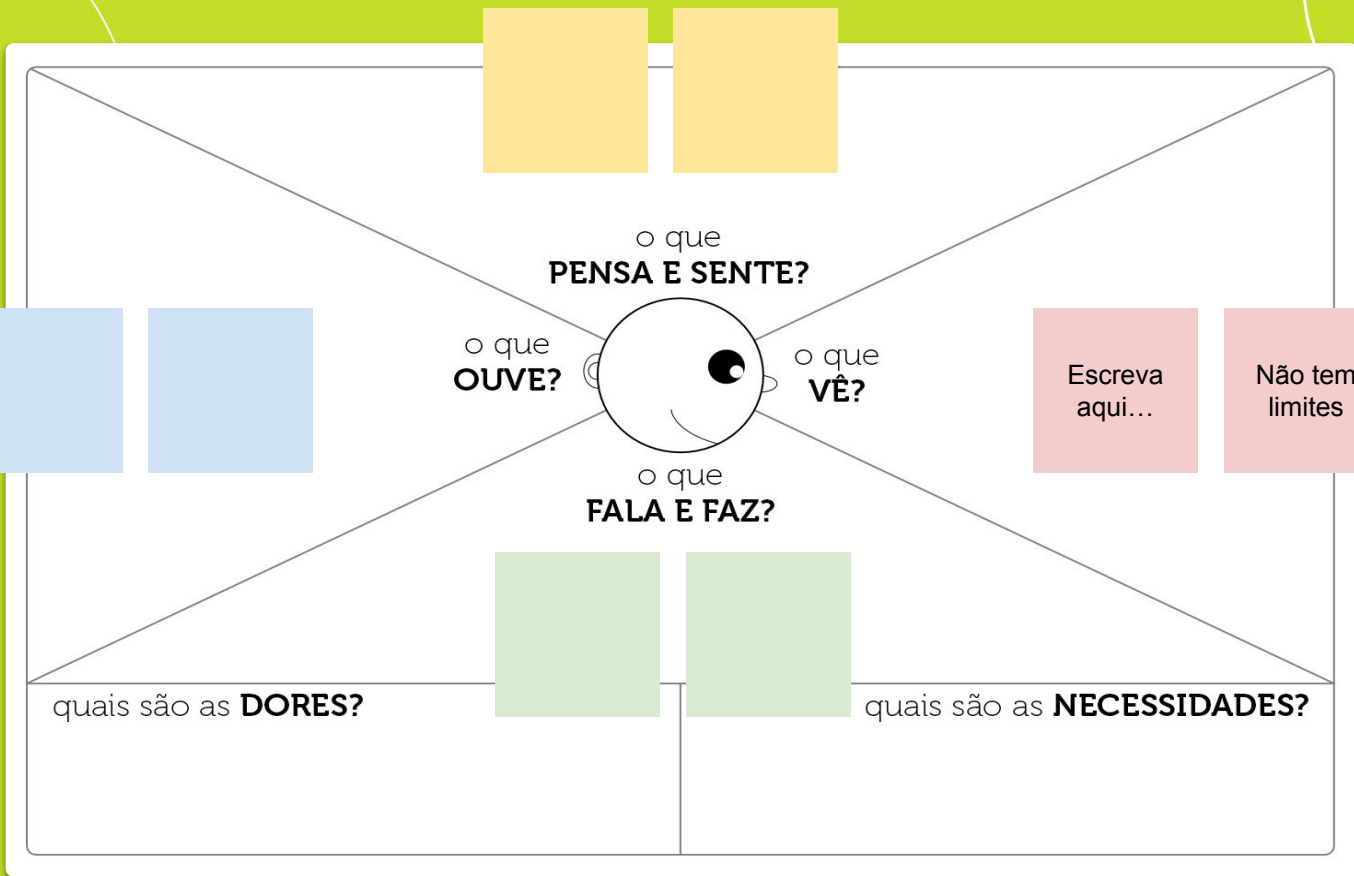 o que
PENSA E SENTE?
o que
OUVE?
o que
VÊ?
Escreva
aqui…
Não tem
limites
o que
FALA E FAZ?
quais são as DORES?
quais são as NECESSIDADES?